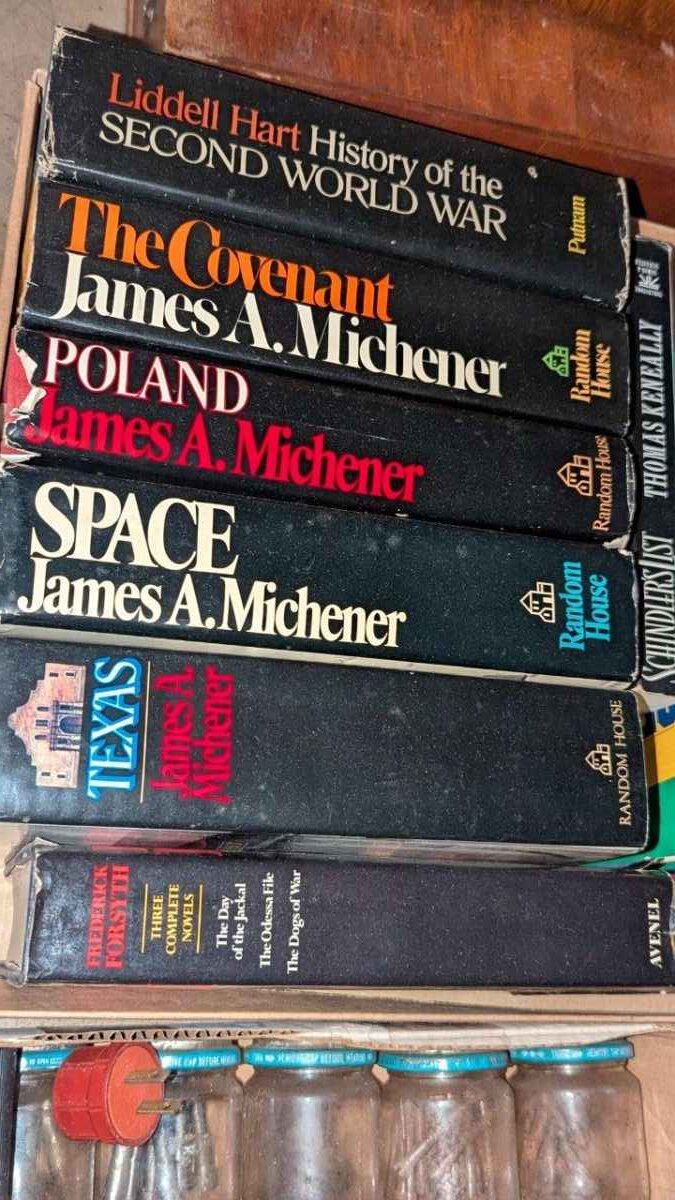 Liddell Hart History of the
SECOND WORLD WAR
Putnam
The Covenant
James A. Michener
Random
House
POLAND
James A. Michener
Random House
SPACE
James A. Michener
Random
House
TEXAS
James A.
Michener
RANDOM HOUSE
FREDERICK
FORSYTH
THREE
COMPLETE
NOVELS
The Day
of the Jackal
The Odessa File
The Dogs of War
AVENEL
SCHINDLER'S LIST THOMAS KENEALLY